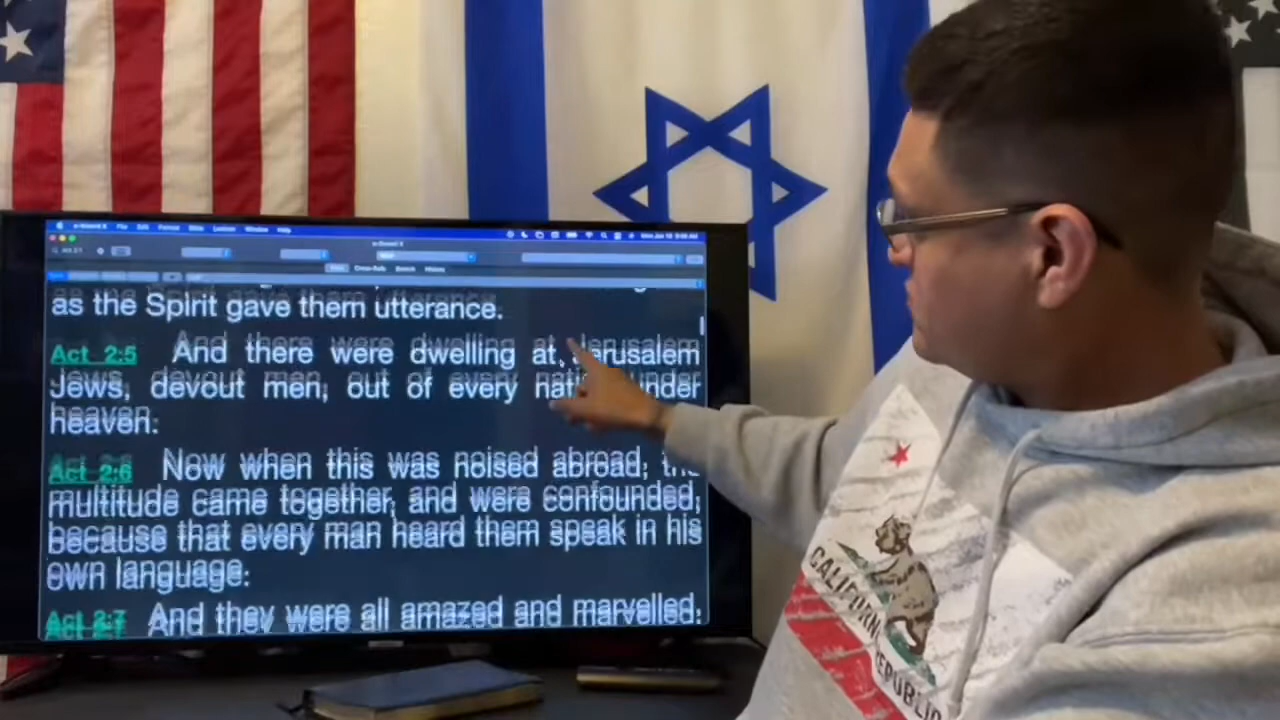 as the Spirit gave them utterance.
Act 2:5 And there were dwelling at Jerusalem
Jews, devout men, out of every nation under
heaven.
Act 2:6 Now when this was noised abroad, the
multitude came together, and were confounded,
because that every man heard them speak in his
own language.
Act 2:7 And they were all amazed and marvelled,
CALIFORNIA REPUBLIC